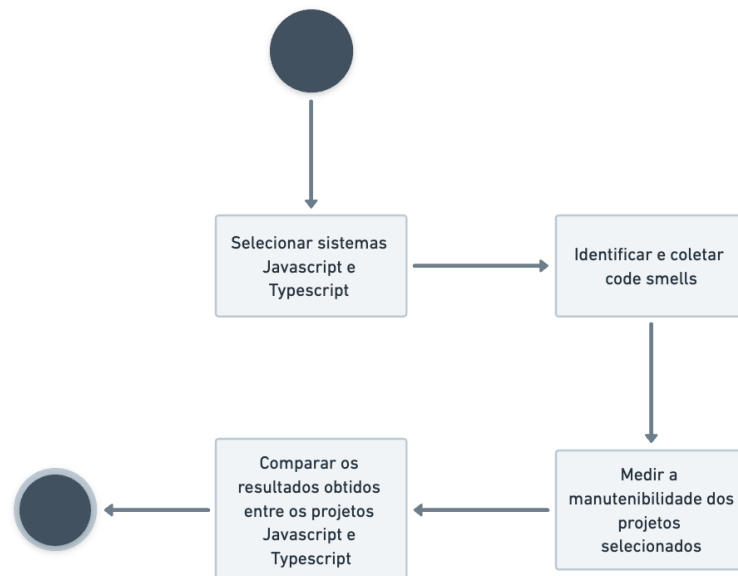 Selecionar sistemas
Javascript e
Typescript
Identificar e coletar
code smells
Medir a
manutenibilidade dos
projetos
selecionados
Comparar os
resultados obtidos
entre os projetos
Javascript e
Typescript